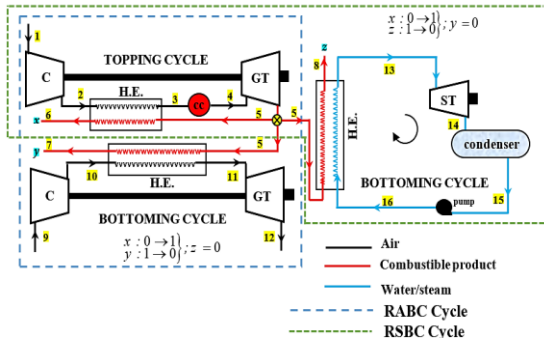 1
TOPPING CYCLE
C
GT
2
H.E.
3
cc
4
x
6
5
5
8
z
H.E.
13
x : 0→1}
z : 1→0} ; y = 0
ST
14
condenser
BOTTOMING CYCLE
pump
16
15
y
7
5
10
H.E.
11
C
GT
BOTTOMING CYCLE
9
x : 0→1}
y : 1→0} ; z = 0
12
Air
Combustible product
Water/steam
RABC Cycle
RSBC Cycle